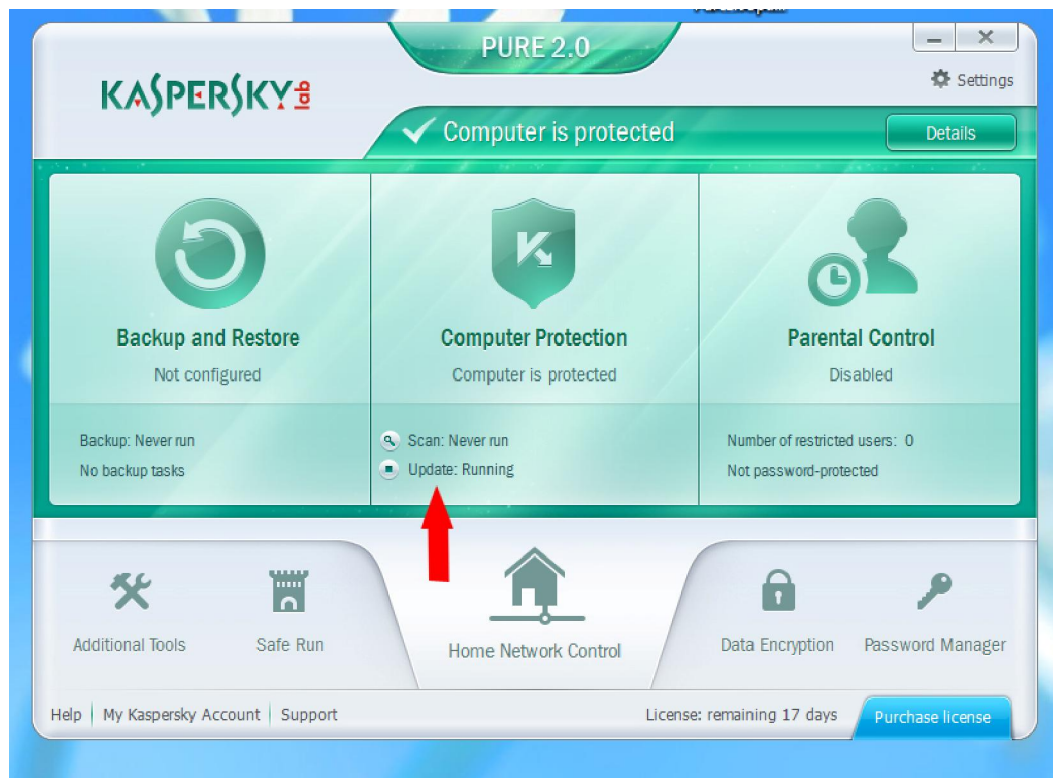 PURE 2.0
KASPERSKY lab
Settings
Computer is protected
Details
Backup and Restore
Not configured
Computer Protection
Computer is protected
Parental Control
Disabled
Backup: Never run
No backup tasks
Scan: Never run
Update: Running
Number of restricted users: 0
Not password-protected
Additional Tools
Safe Run
Home Network Control
Data Encryption
Password Manager
Help
My Kaspersky Account
Support
License: remaining 17 days
Purchase license